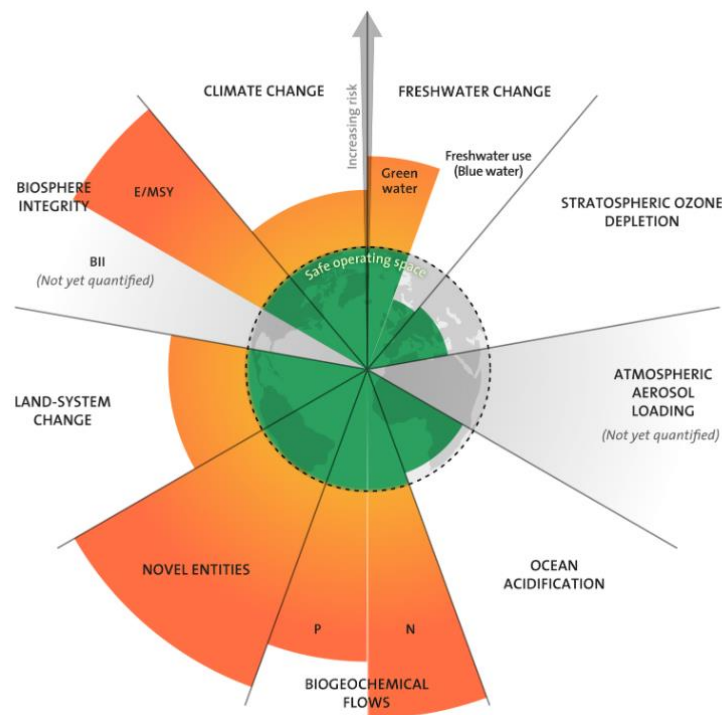 CLIMATE CHANGE
FRESHWATER CHANGE
Increasing risk
Freshwater use
(Blue water)
Green
water
BIOSPHERE
INTEGRITY
E/MSY
STRATOSPHERIC OZONE
DEPLETION
BII
(Not yet quantified)
Safe operating space
ATMOSPHERIC
AEROSOL
LOADING
(Not yet quantified)
LAND-SYSTEM
CHANGE
NOVEL ENTITIES
OCEAN
ACIDIFICATION
P
N
BIOGEOCHEMICAL
FLOWS